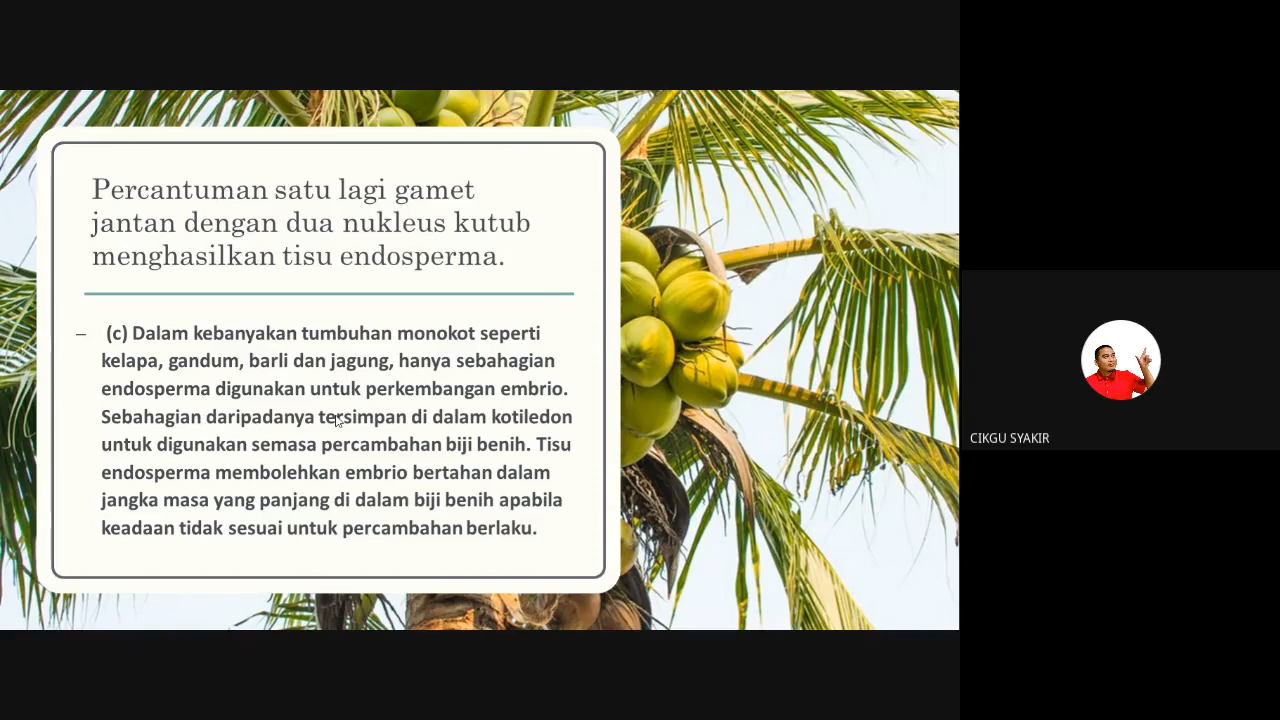 Percantuman satu lagi gamet
jantan dengan dua nukleus kutub
menghasilkan tisu endosperma.
– (c) Dalam kebanyakan tumbuhan monokot seperti
kelapa, gandum, barli dan jagung, hanya sebahagian
endosperma digunakan untuk perkembangan embrio.
Sebahagian daripadanya tersimpan di dalam kotiledon
untuk digunakan semasa percambahan biji benih. Tisu
endosperma membolehkan embrio bertahan dalam
jangka masa yang panjang di dalam biji benih apabila
keadaan tidak sesuai untuk percambahan berlaku.
CIKGU SYAKIR